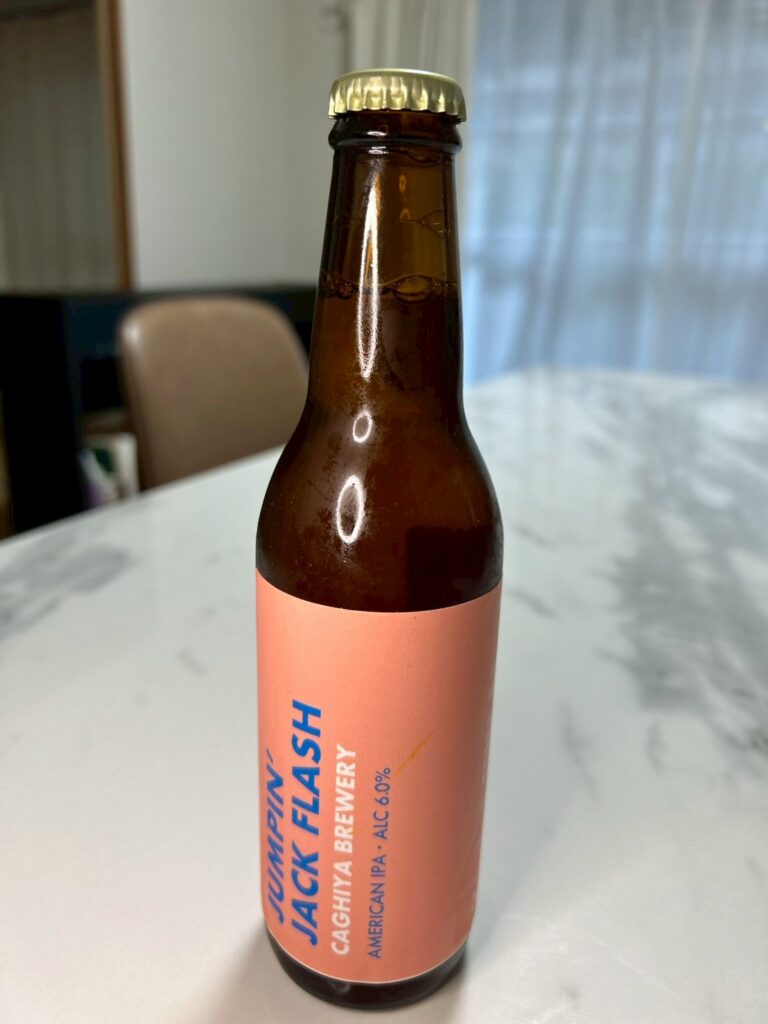 JUMPIN'
JACK FLASH
CAGHIYA BREWERY
AMERICAN IPA・ALC 6.0%